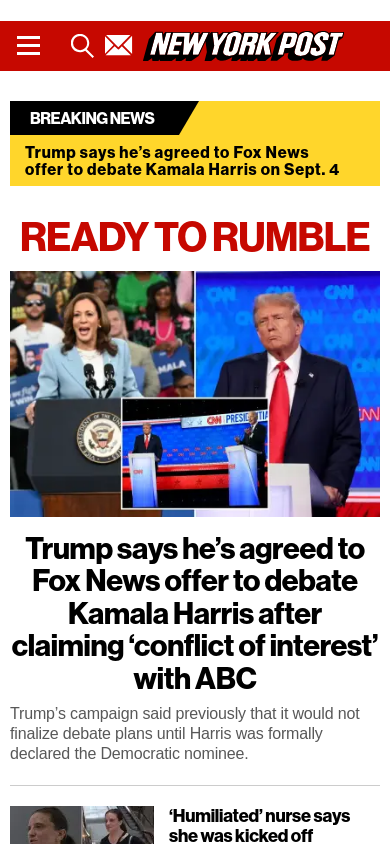 NEW YORK POST
BREAKING NEWS
Trump says he’s agreed to Fox News
offer to debate Kamala Harris on Sept. 4
READY TO RUMBLE
CNN
KAMALA
CNN PRESIDENTIA
Trump says he’s agreed to
Fox News offer to debate
Kamala Harris after
claiming ‘conflict of interest’
with ABC
Trump’s campaign said previously that it would not
finalize debate plans until Harris was formally
declared the Democratic nominee.
‘Humiliated’ nurse says
she was kicked off